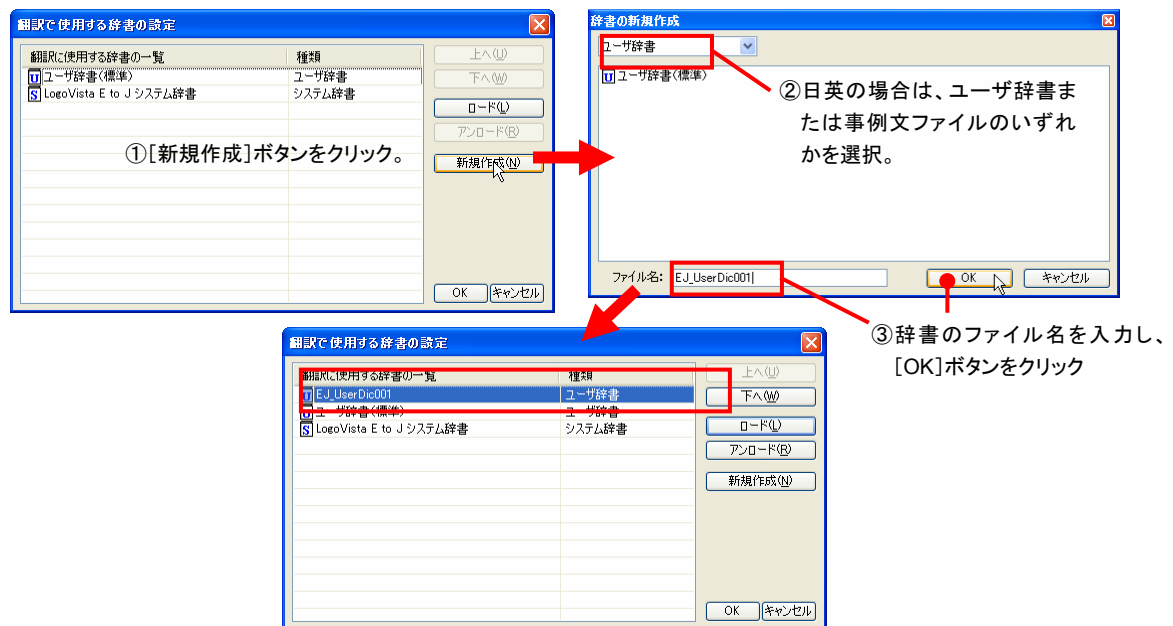 翻訳で使用する辞書の設定
翻訳に使用する辞書の一覧 種類
U ユーザ辞書(標準) ユーザ辞書
S LogoVista E to J システム辞書 システム辞書
上へ(U)
下へ(W)
ロード(L)
アンロード(R)
新規作成(N)
OK キャンセル
①[新規作成]ボタンをクリック。
辞書の新規作成
ユーザ辞書
U ユーザ辞書(標準)
②日英の場合は、ユーザ辞書ま
たは事例文ファイルのいずれ
かを選択。
ファイル名: EJ_UserDic001
OK キャンセル
③辞書のファイル名を入力し、
[OK]ボタンをクリック
翻訳で使用する辞書の設定
翻訳に使用する辞書の一覧 種類
U EJ_UserDic001 ユーザ辞書
U ユーザ辞書(標準) ユーザ辞書
S LogoVista E to J システム辞書 システム辞書
上へ(U)
下へ(W)
ロード(L)
アンロード(R)
新規作成(N)
OK キャンセル